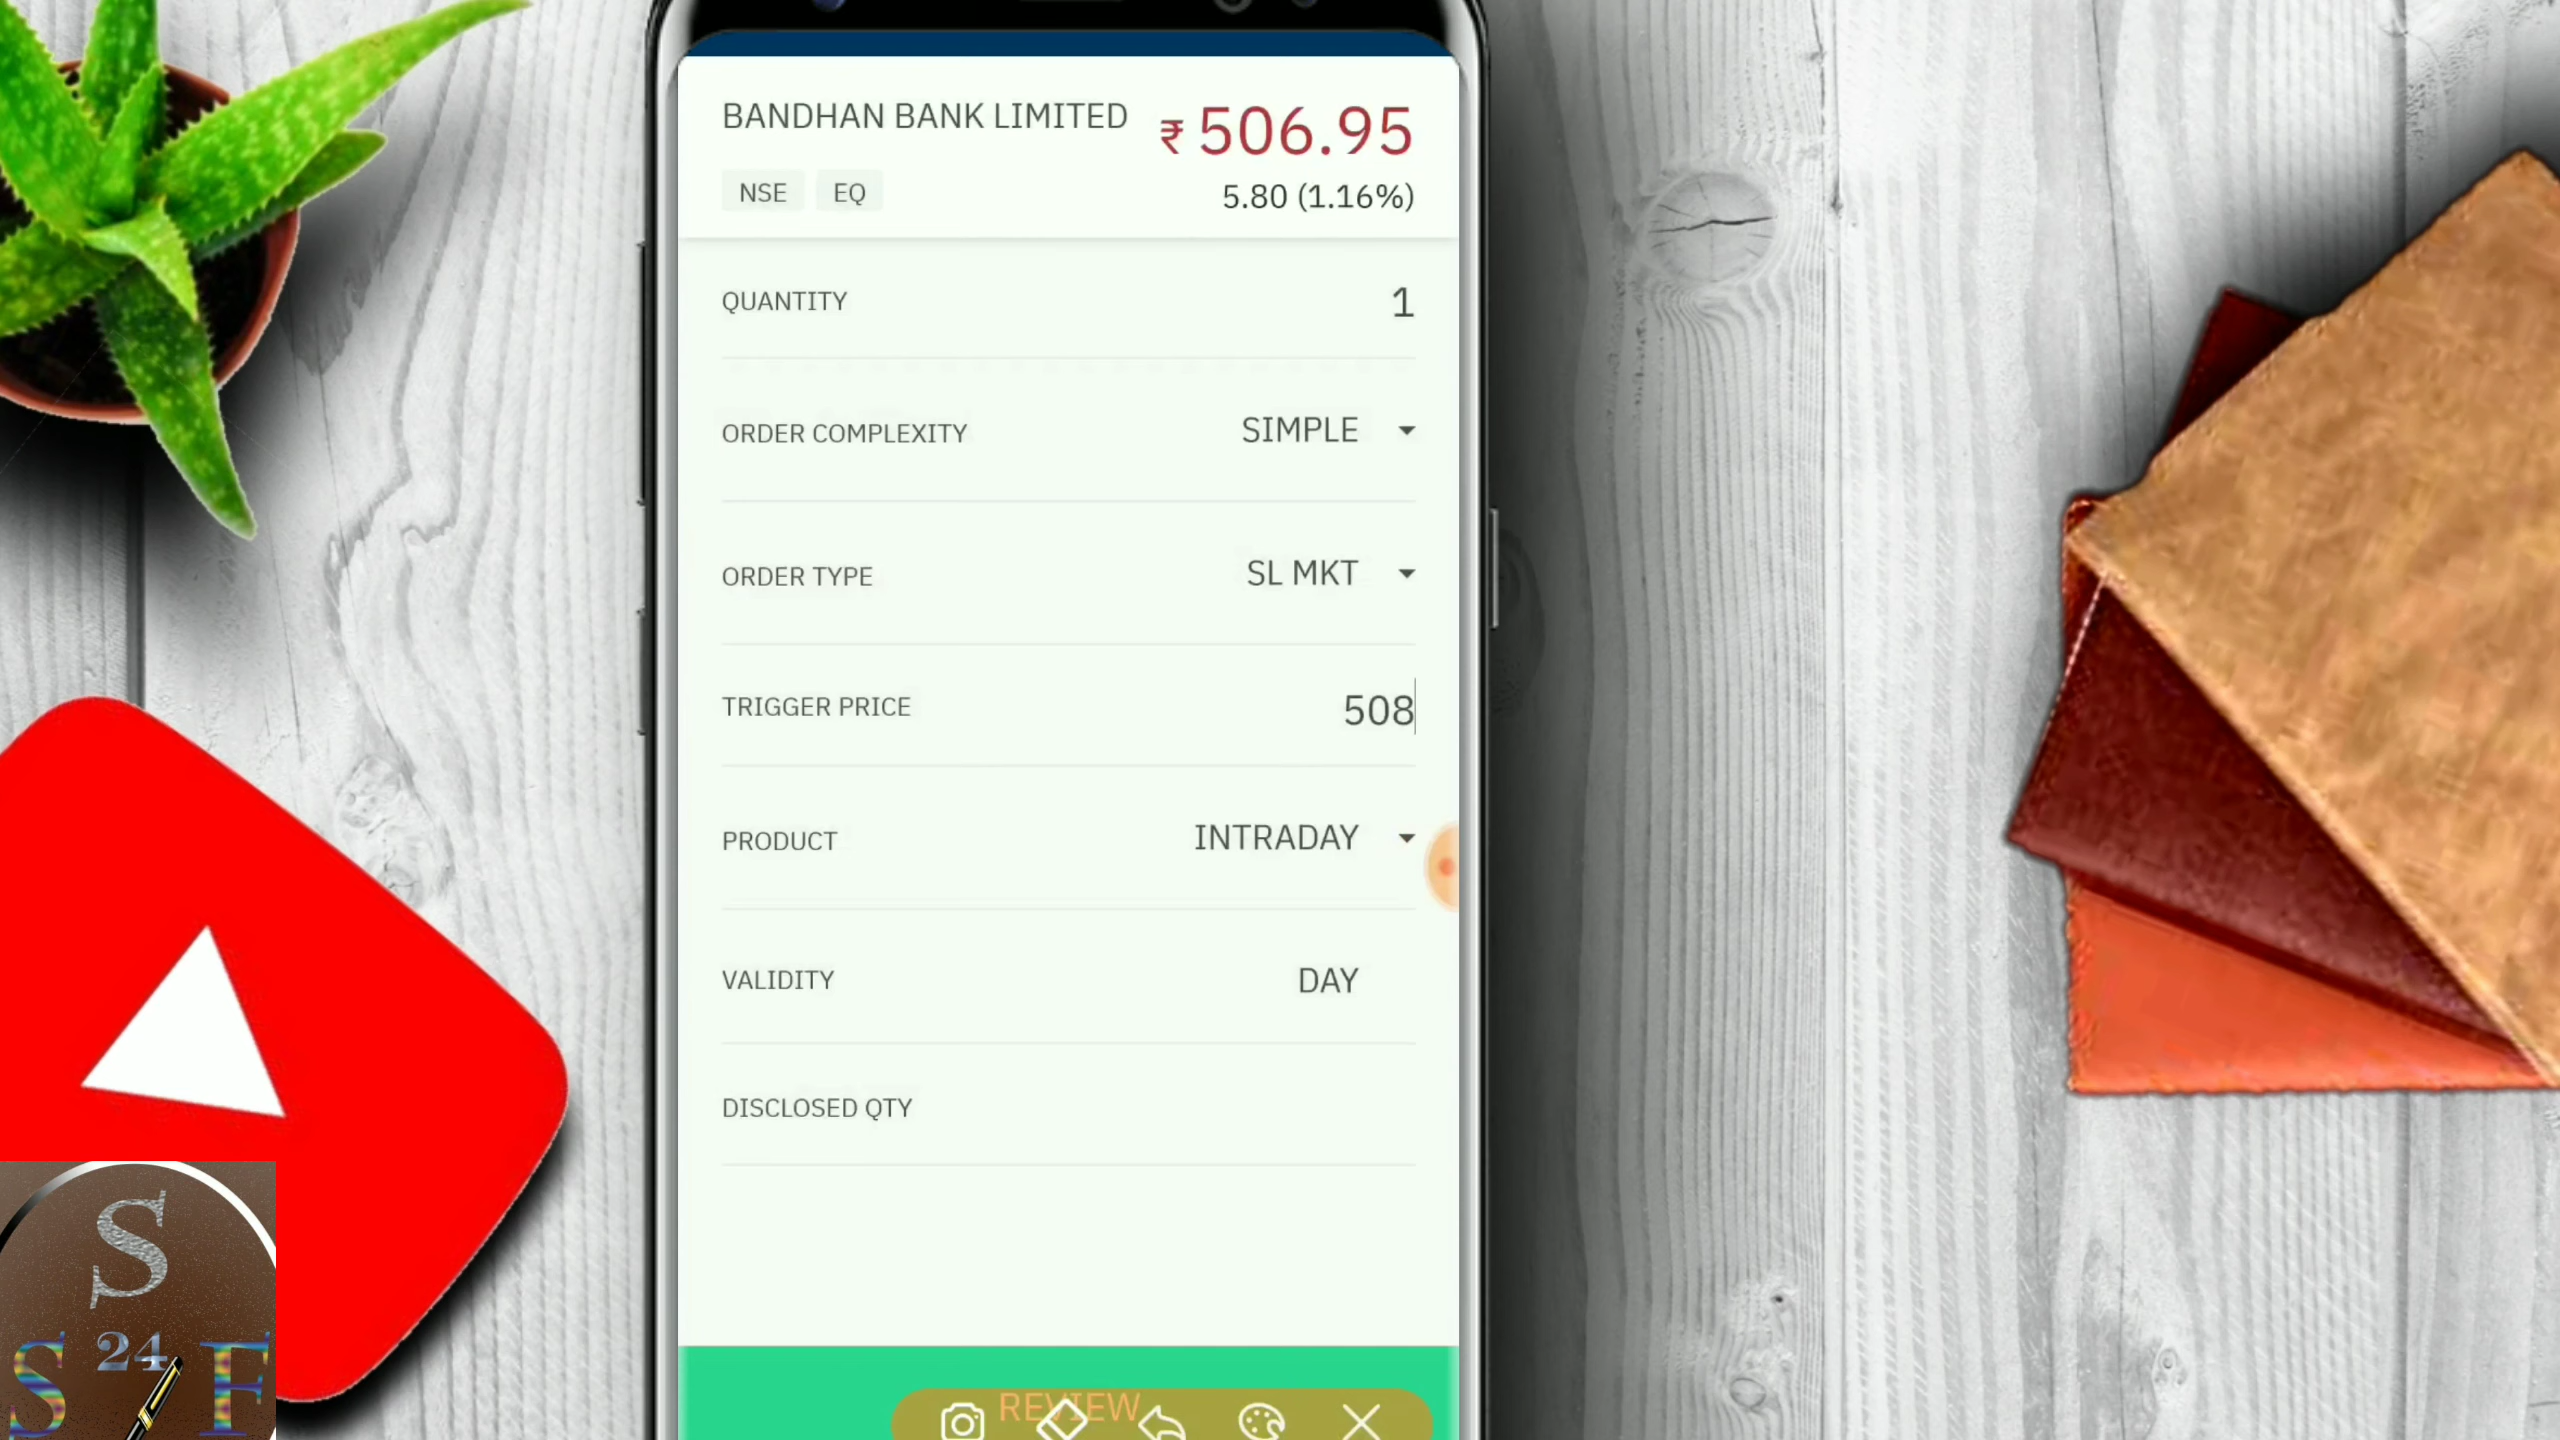 BANDHAN BANK LIMITED
₹ 506.95
NSE EQ
5.80 (1.16%)
QUANTITY 1
ORDER COMPLEXITY SIMPLE
ORDER TYPE SL MKT
TRIGGER PRICE 508
PRODUCT INTRADAY
VALIDITY DAY
DISCLOSED QTY
REVIEW
S
S 24 F